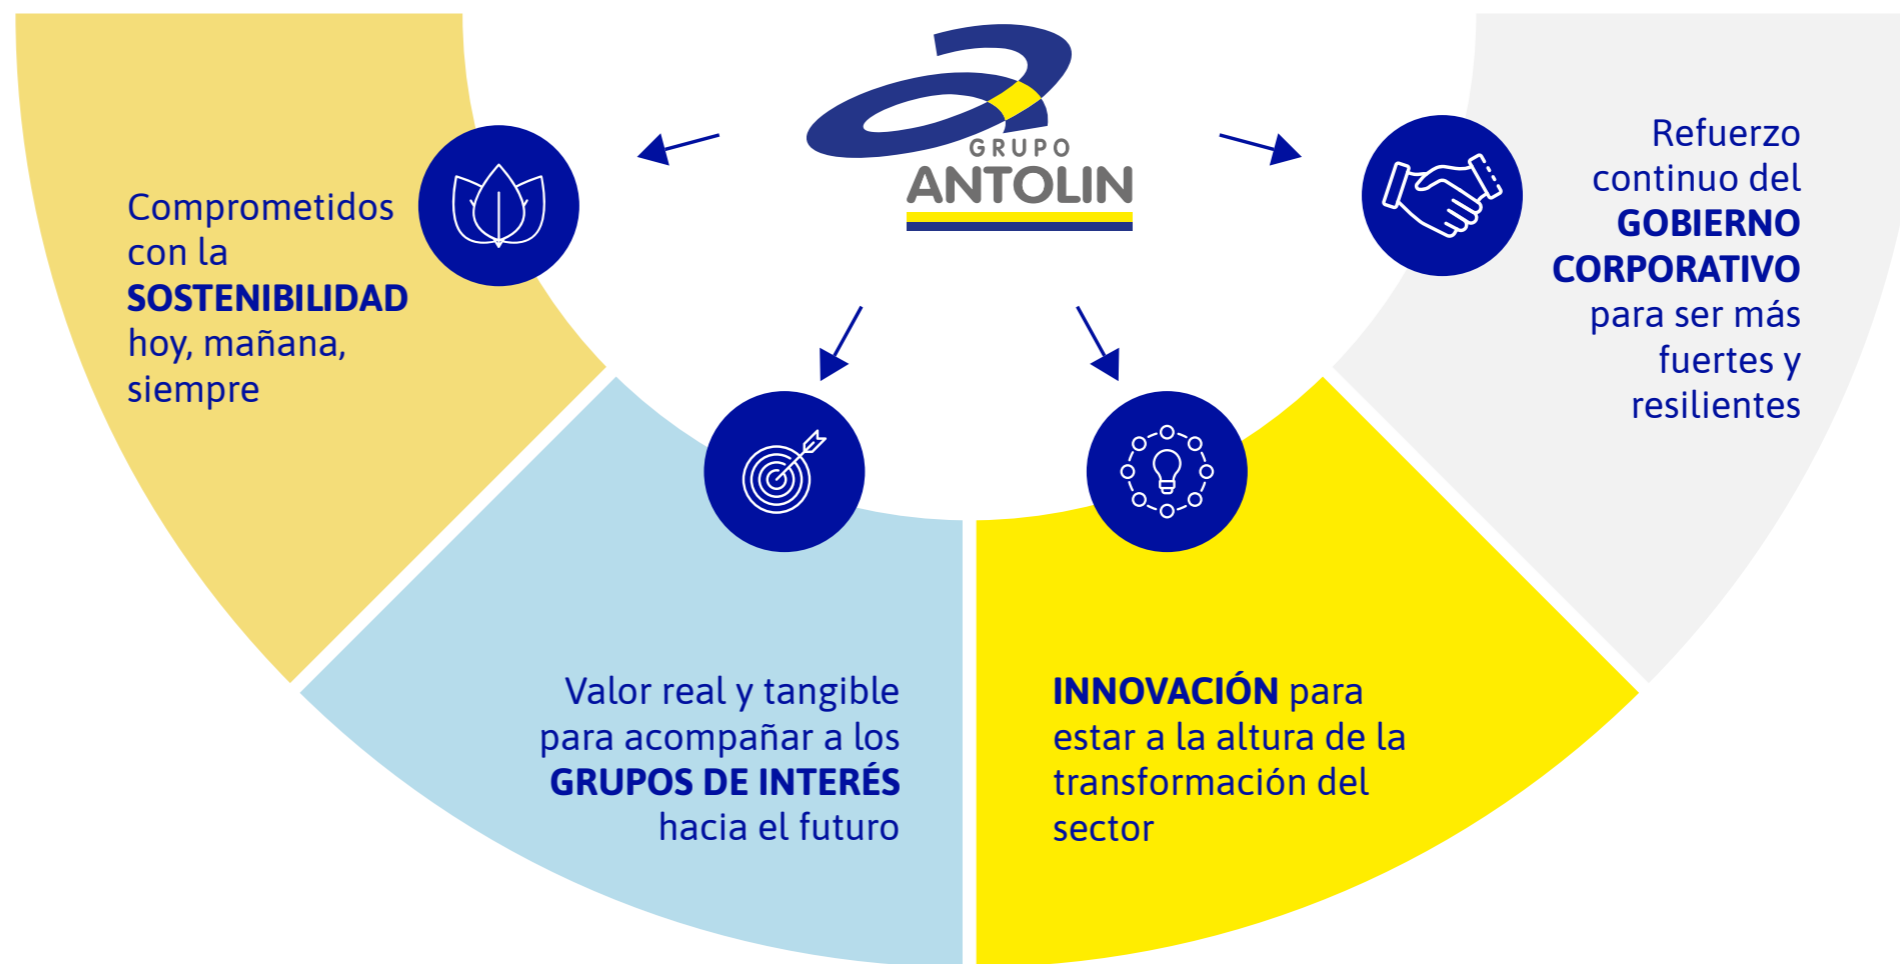 GRUPO
ANTOLIN
Comprometidos
con la
SOSTENIBILIDAD
hoy, mañana,
siempre
Valor real y tangible
para acompañar a los
GRUPOS DE INTERÉS
hacia el futuro
INNOVACIÓN para
estar a la altura de la
transformación del
sector
Refuerzo
continuo del
GOBIERNO
CORPORATIVO
para ser más
fuertes y
resilientes